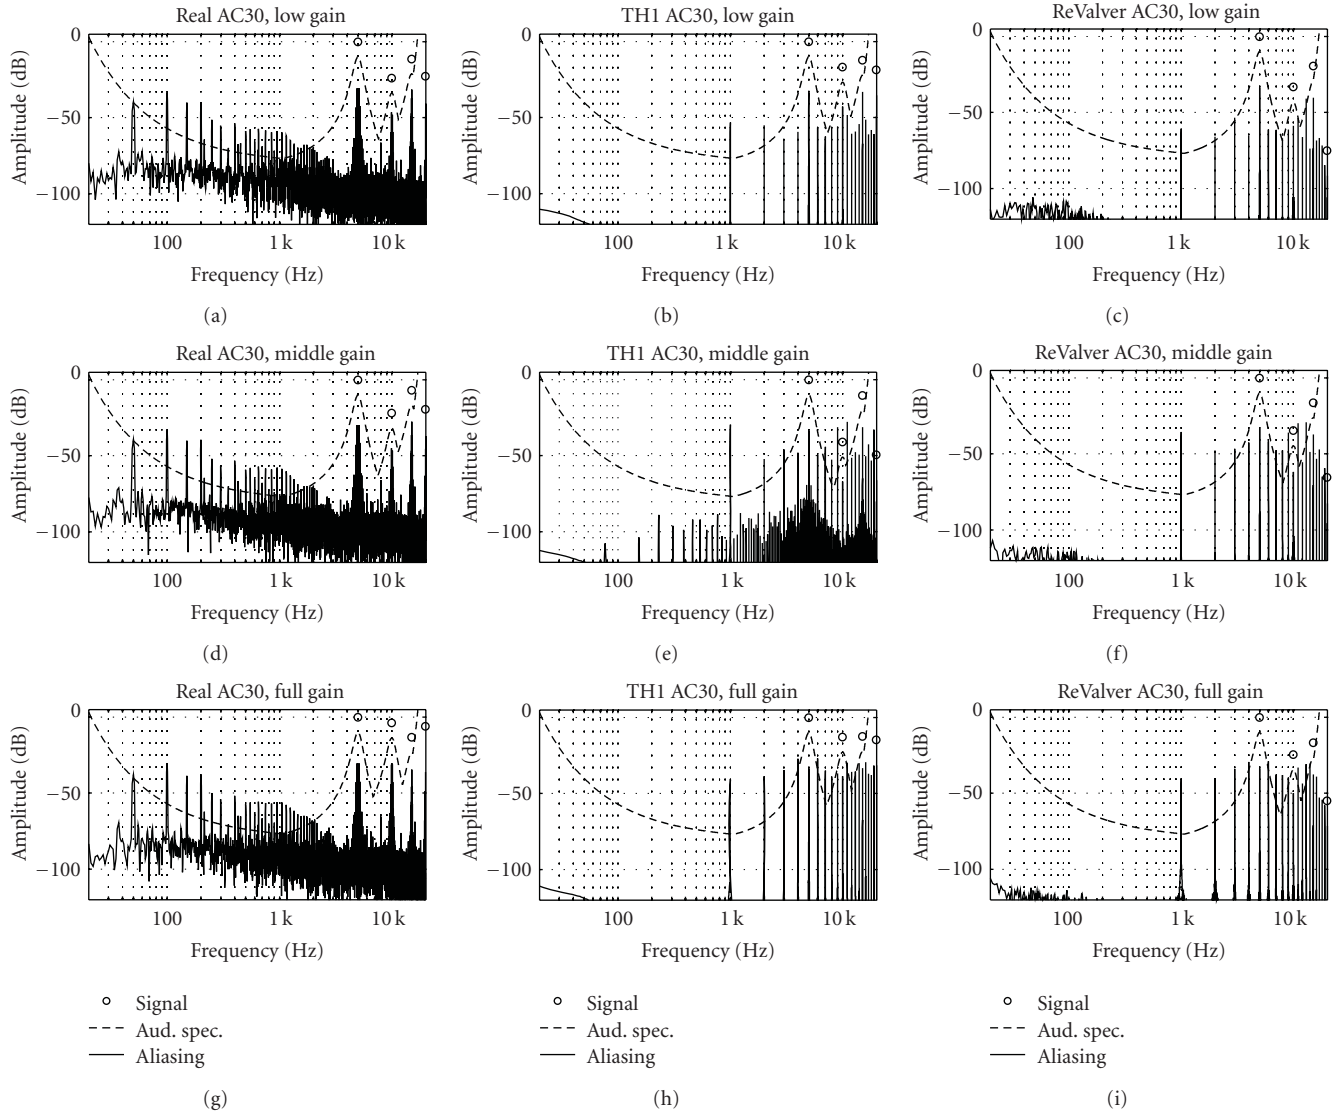 Real AC30, low gain
0
−50
−100
Amplitude (dB)
100
1 k
10 k
Frequency (Hz)
(a)
TH1 AC30, low gain
0
−50
−100
Amplitude (dB)
100
1 k
10 k
Frequency (Hz)
(b)
ReValver AC30, low gain
0
−50
−100
Amplitude (dB)
100
1 k
10 k
Frequency (Hz)
(c)
Real AC30, middle gain
0
−50
−100
Amplitude (dB)
100
1 k
10 k
Frequency (Hz)
(d)
TH1 AC30, middle gain
0
−50
−100
Amplitude (dB)
100
1 k
10 k
Frequency (Hz)
(e)
ReValver AC30, middle gain
0
−50
−100
Amplitude (dB)
100
1 k
10 k
Frequency (Hz)
(f)
Real AC30, full gain
0
−50
−100
Amplitude (dB)
100
1 k
10 k
Frequency (Hz)
Signal
Aud. spec.
Aliasing
(g)
TH1 AC30, full gain
0
−50
−100
Amplitude (dB)
100
1 k
10 k
Frequency (Hz)
Signal
Aud. spec.
Aliasing
(h)
ReValver AC30, full gain
0
−50
−100
Amplitude (dB)
100
1 k
10 k
Frequency (Hz)
Signal
Aud. spec.
Aliasing
(i)